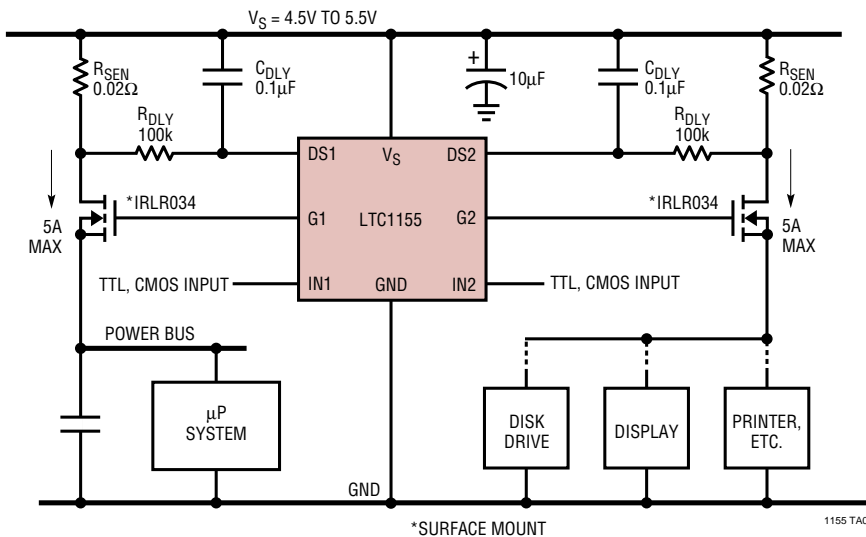 V_S = 4.5V TO 5.5V
R_SEN
0.02Ω
C_DLY
0.1µF
R_DLY
100k
+
10µF
C_DLY
0.1µF
R_DLY
100k
R_SEN
0.02Ω
DS1
V_S
DS2
*IRLR034
5A
MAX
G1
LTC1155
G2
*IRLR034
5A
MAX
TTL, CMOS INPUT
IN1
GND
IN2
TTL, CMOS INPUT
POWER BUS
µP
SYSTEM
DISK
DRIVE
DISPLAY
PRINTER,
ETC.
GND
*SURFACE MOUNT
1155